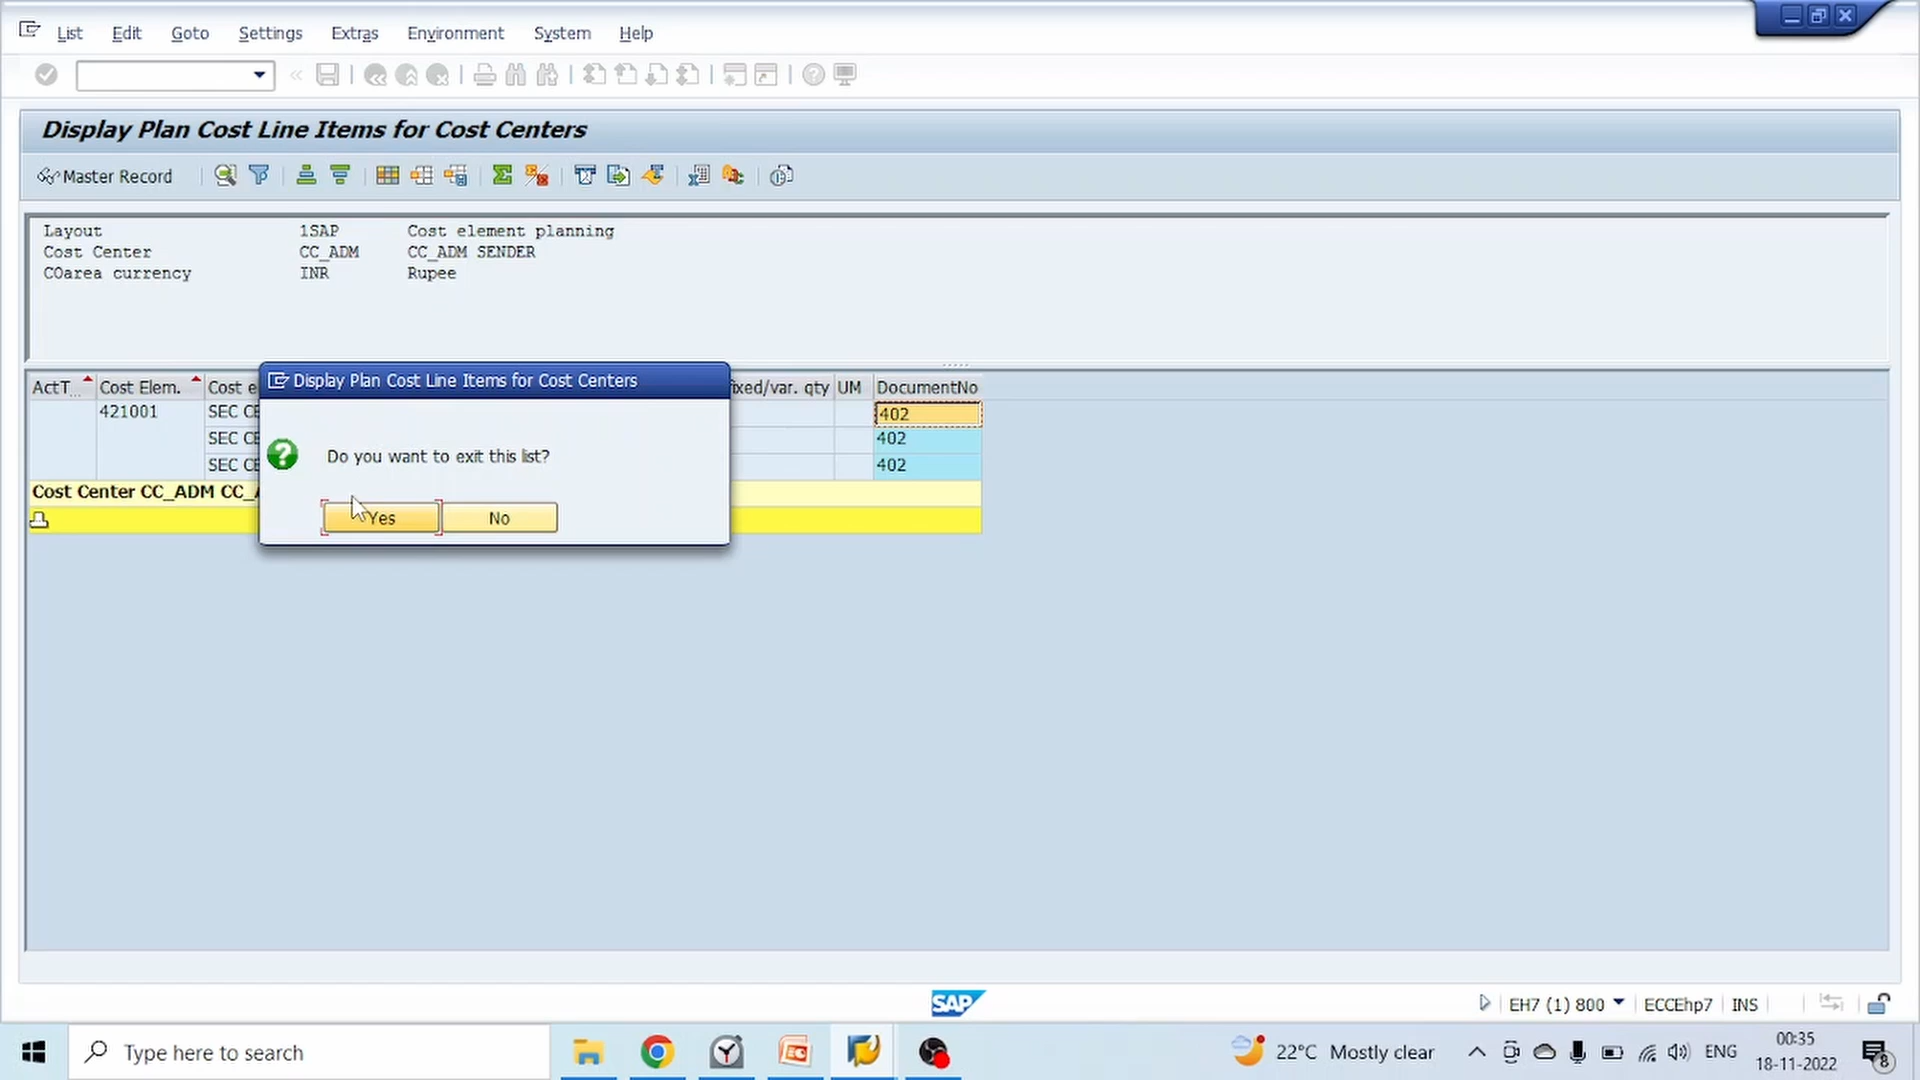 List Edit Goto Settings Extras Environment System Help
Display Plan Cost Line Items for Cost Centers
Master Record
Layout 1SAP Cost element planning
Cost Center CC_ADM CC_ADM SENDER
COarea currency INR Rupee
ActT... Cost Elem. Cost e fixed/var. qty UM DocumentNo
421001 SEC CE 402
SEC CE 402
SEC CE 402
Cost Center CC_ADM CC_A
Display Plan Cost Line Items for Cost Centers
Do you want to exit this list?
Yes No
SAP
EH7 (1) 800 ECCEhp7 INS
Type here to search
22°C Mostly clear
ENG
00:35
18-11-2022
8